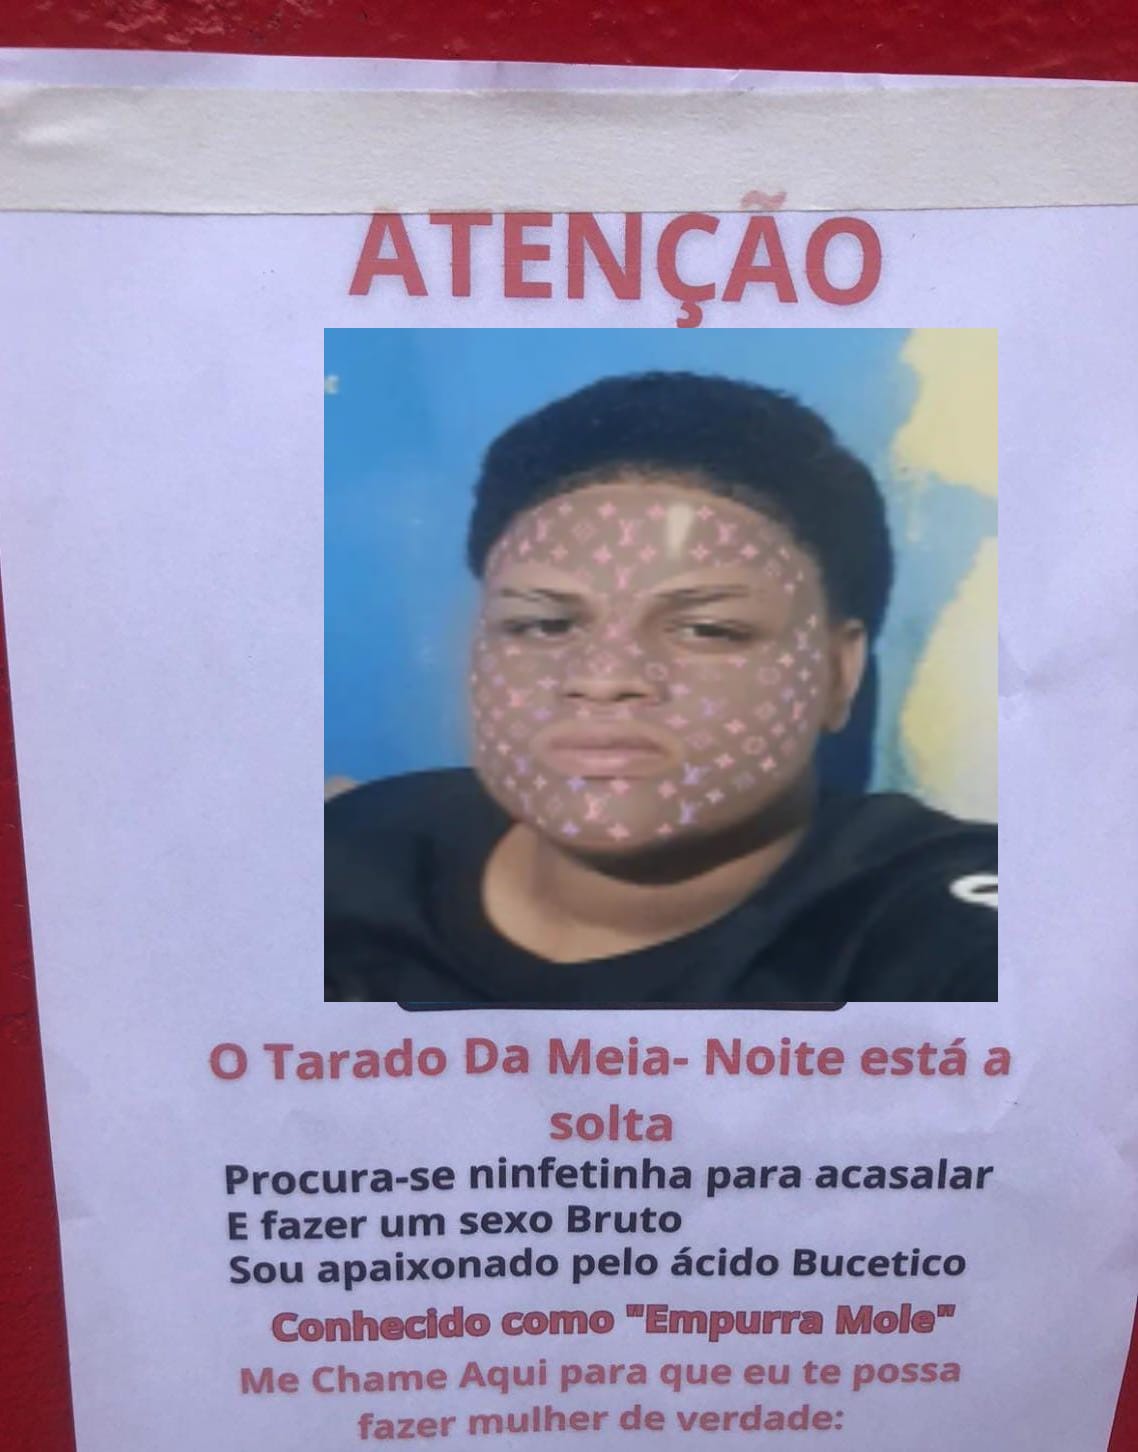 ATENÇÃO
O Tarado Da Meia- Noite está a
solta
Procura-se ninfetinha para acasalar
E fazer um sexo Bruto
Sou apaixonado pelo ácido Bucetico
Conhecido como "Empurra Mole"
Me Chame Aqui para que eu te possa
fazer mulher de verdade: